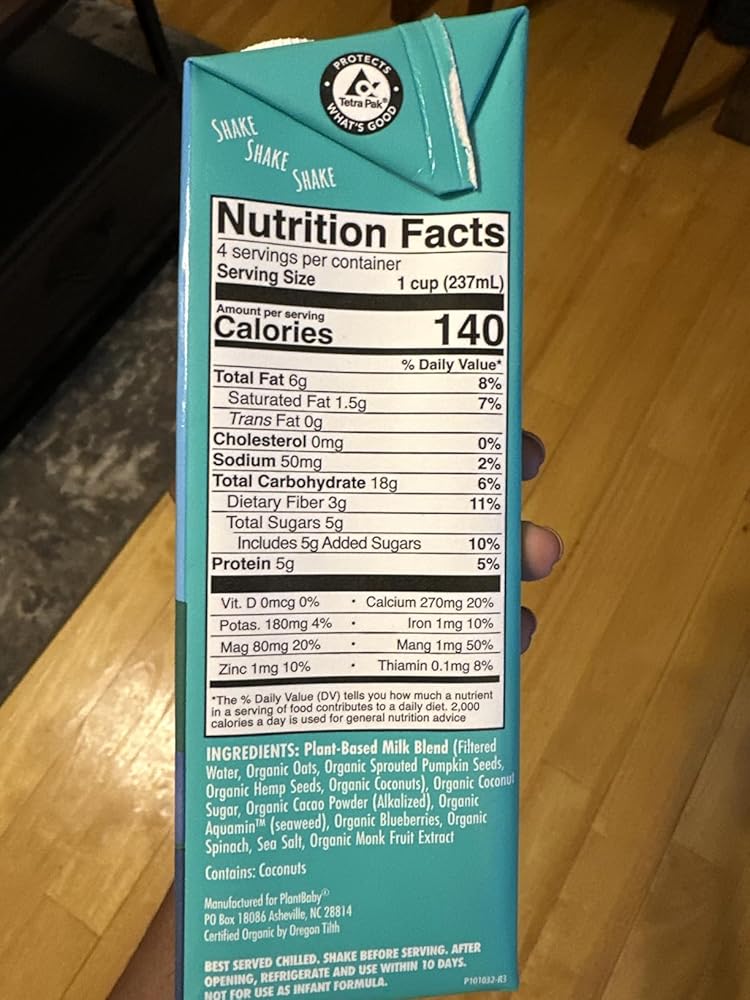 PROTECTS
Tetra Pak®
WHAT'S GOOD
SHAKE
SHAKE
SHAKE
Nutrition Facts
4 servings per container
Serving Size 1 cup (237mL)
Amount per serving
Calories 140
% Daily Value*
Total Fat 6g 8%
Saturated Fat 1.5g 7%
Trans Fat 0g
Cholesterol 0mg 0%
Sodium 50mg 2%
Total Carbohydrate 18g 6%
Dietary Fiber 3g 11%
Total Sugars 5g
Includes 5g Added Sugars 10%
Protein 5g 5%
Vit. D 0mcg 0% • Calcium 270mg 20%
Potas. 180mg 4% • Iron 1mg 10%
Mag 80mg 20% • Mang 1mg 50%
Zinc 1mg 10% • Thiamin 0.1mg 8%
*The % Daily Value (DV) tells you how much a nutrient
in a serving of food contributes to a daily diet. 2,000
calories a day is used for general nutrition advice
INGREDIENTS: Plant-Based Milk Blend (Filtered
Water, Organic Oats, Organic Sprouted Pumpkin Seeds,
Organic Hemp Seeds, Organic Coconuts), Organic Coconut
Sugar, Organic Cacao Powder (Alkalized), Organic
Aquamin™ (seaweed), Organic Blueberries, Organic
Spinach, Sea Salt, Organic Monk Fruit Extract
Contains: Coconuts
Manufactured for PlantBaby®
PO Box 18086 Asheville, NC 28814
Certified Organic by Oregon Tilth
BEST SERVED CHILLED. SHAKE BEFORE SERVING. AFTER
OPENING, REFRIGERATE AND USE WITHIN 10 DAYS.
NOT FOR USE AS INFANT FORMULA.
P101032-R3